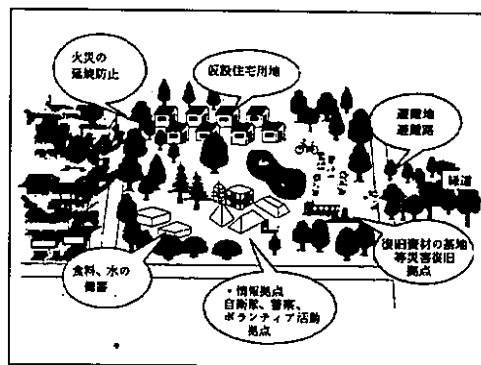 火災の
延焼防止
仮設住宅用地
避難地
避難路
緑道
復旧資材の基地
等災害復旧
拠点
食料、水の
備蓄
・情報拠点
自衛隊、警察、
ボランティア活動
拠点